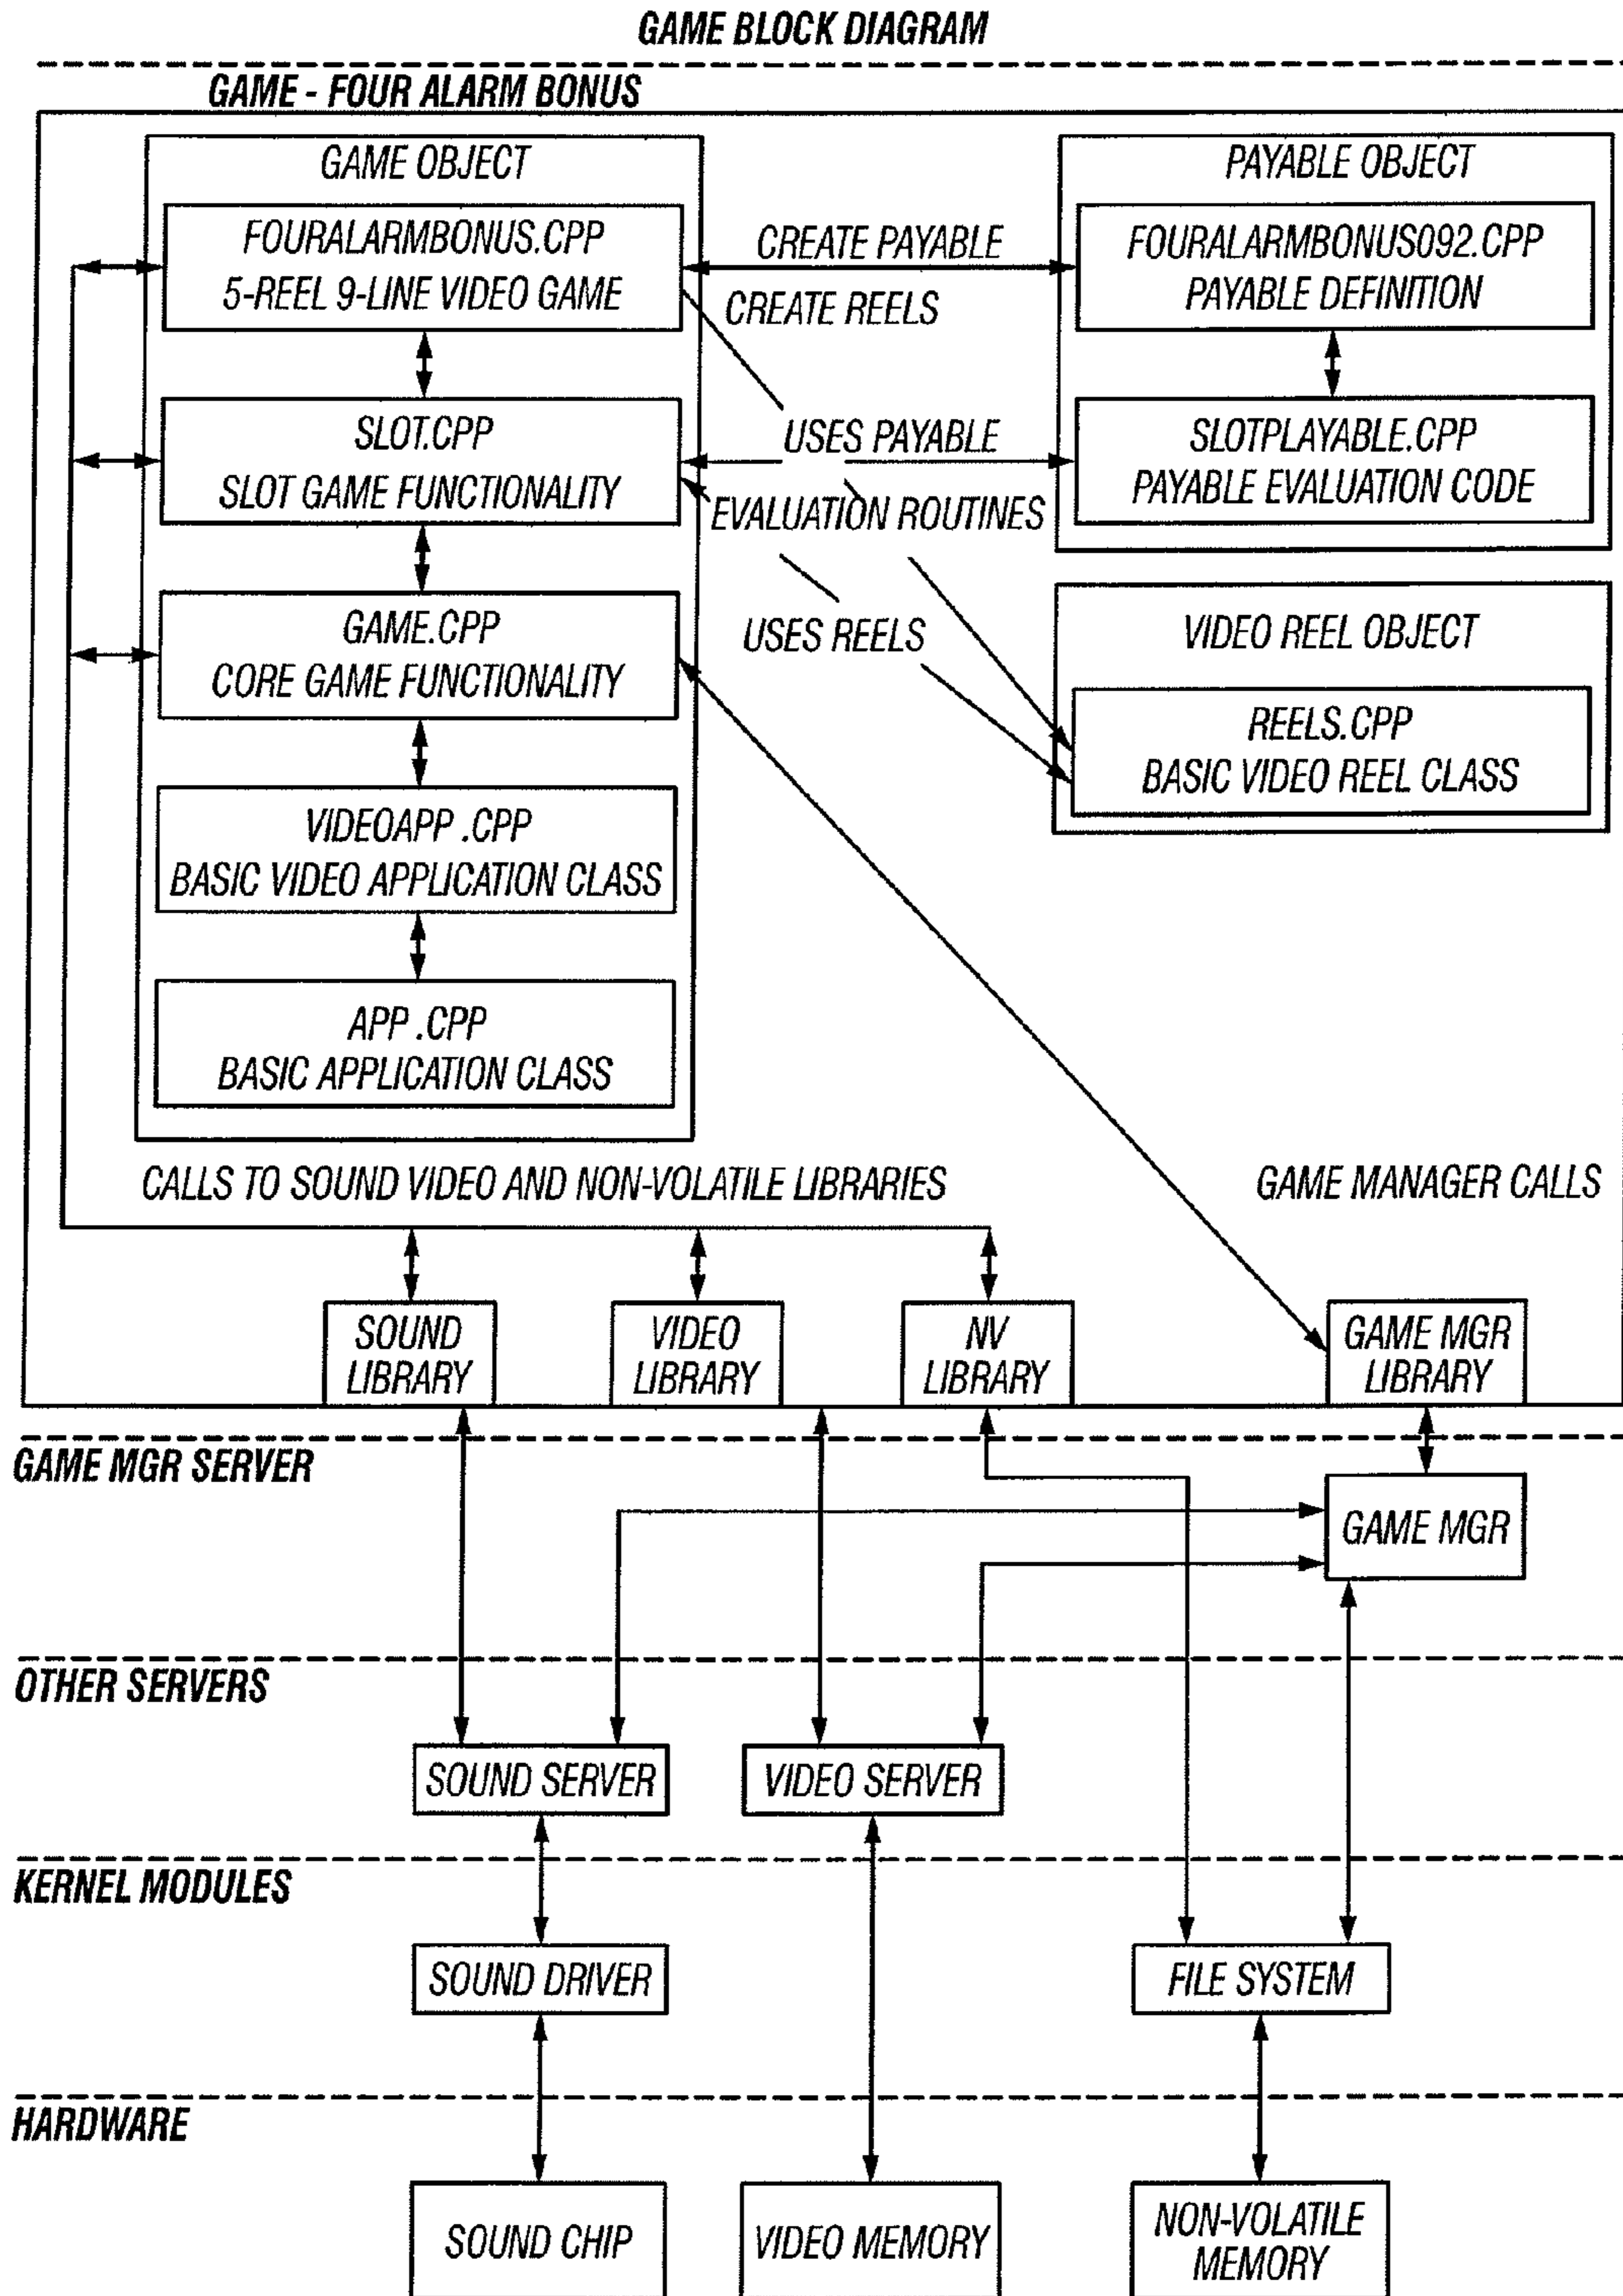 GAME BLOCK DIAGRAM
GAME - FOUR ALARM BONUS
GAME OBJECT
FOURALARMBONUS.CPP
5-REEL 9-LINE VIDEO GAME
SLOT.CPP
SLOT GAME FUNCTIONALITY
GAME.CPP
CORE GAME FUNCTIONALITY
VIDEOAPP .CPP
BASIC VIDEO APPLICATION CLASS
APP .CPP
BASIC APPLICATION CLASS
CREATE PAYABLE
CREATE REELS
USES PAYABLE
EVALUATION ROUTINES
USES REELS
PAYABLE OBJECT
FOURALARMBONUS092.CPP
PAYABLE DEFINITION
SLOTPLAYABLE.CPP
PAYABLE EVALUATION CODE
VIDEO REEL OBJECT
REELS.CPP
BASIC VIDEO REEL CLASS
CALLS TO SOUND VIDEO AND NON-VOLATILE LIBRARIES
GAME MANAGER CALLS
SOUND
LIBRARY
VIDEO
LIBRARY
NV
LIBRARY
GAME MGR
LIBRARY
GAME MGR SERVER
GAME MGR
OTHER SERVERS
SOUND SERVER
VIDEO SERVER
KERNEL MODULES
SOUND DRIVER
FILE SYSTEM
HARDWARE
SOUND CHIP
VIDEO MEMORY
NON-VOLATILE
MEMORY